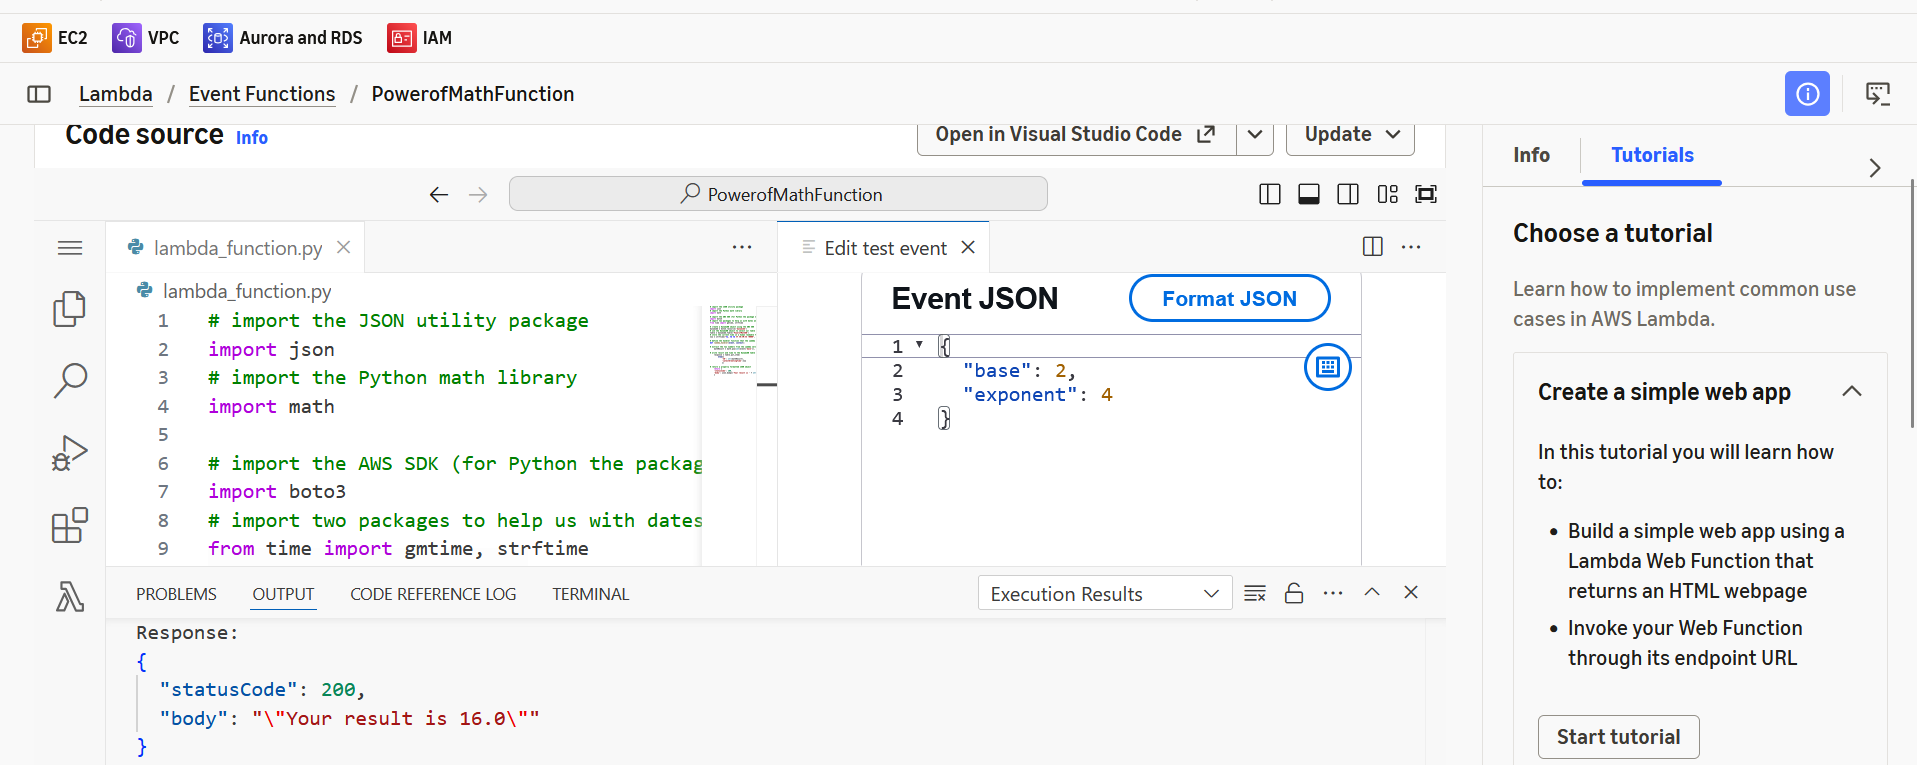 EC2 VPC Aurora and RDS IAM
Lambda / Event Functions / PowerofMathFunction
Code source Info
Open in Visual Studio Code
Update
PowerofMathFunction
lambda_function.py
lambda_function.py
1 # import the JSON utility package
2 import json
3 # import the Python math library
4 import math
5
6 # import the AWS SDK (for Python the packag
7 import boto3
8 # import two packages to help us with dates
9 from time import gmtime, strftime
Edit test event
Event JSON
Format JSON
1 {
2 "base": 2,
3 "exponent": 4
4 }
PROBLEMS OUTPUT CODE REFERENCE LOG TERMINAL
Execution Results
Response:
{
"statusCode": 200,
"body": "\"Your result is 16.0\""
}
Info Tutorials
Choose a tutorial
Learn how to implement common use
cases in AWS Lambda.
Create a simple web app
In this tutorial you will learn how
to:
• Build a simple web app using a
Lambda Web Function that
returns an HTML webpage
• Invoke your Web Function
through its endpoint URL
Start tutorial